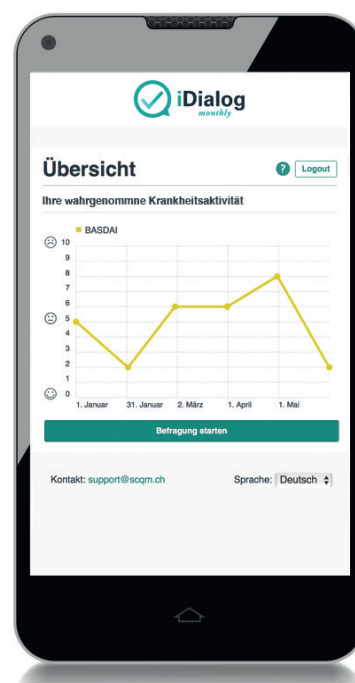 iDialog
monthly
Übersicht
? Logout
Ihre wahrgenommne Krankheitsaktivität
BASDAI
10
9
8
7
6
5
4
3
2
1
0
1. Januar 31. Januar 2. März 1. April 1. Mai
Befragung starten
Kontakt: support@scqm.ch Sprache: Deutsch